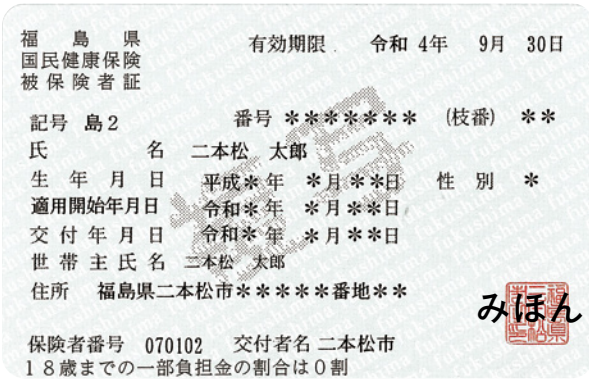 福島県 有効期限 令和 4年 9月 30日
国民健康保険
被保険者証
記号 島2 番号 ******* (枝番) **
氏名 二本松 太郎
生年月日 平成*年 *月**日 性別 *
適用開始年月日 令和*年 *月**日
交付年月日 令和*年 *月**日
世帯主氏名 二本松 太郎
住所 福島県二本松市*****番地**
みほん
保険者番号 070102 交付者名 二本松市
18歳までの一部負担金の割合は0割